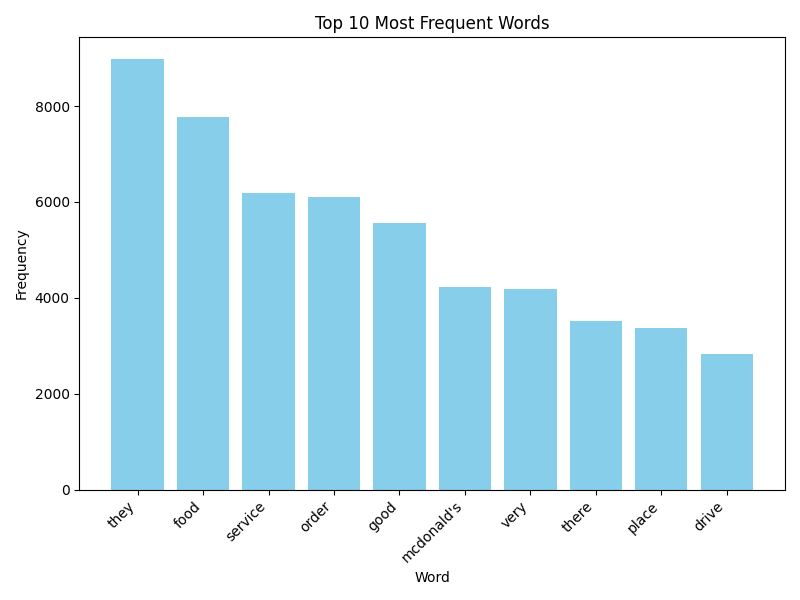 Top 10 Most Frequent Words
Frequency
8000
6000
4000
2000
0
they
food
service
order
good
mcdonald's
very
there
place
drive
Word